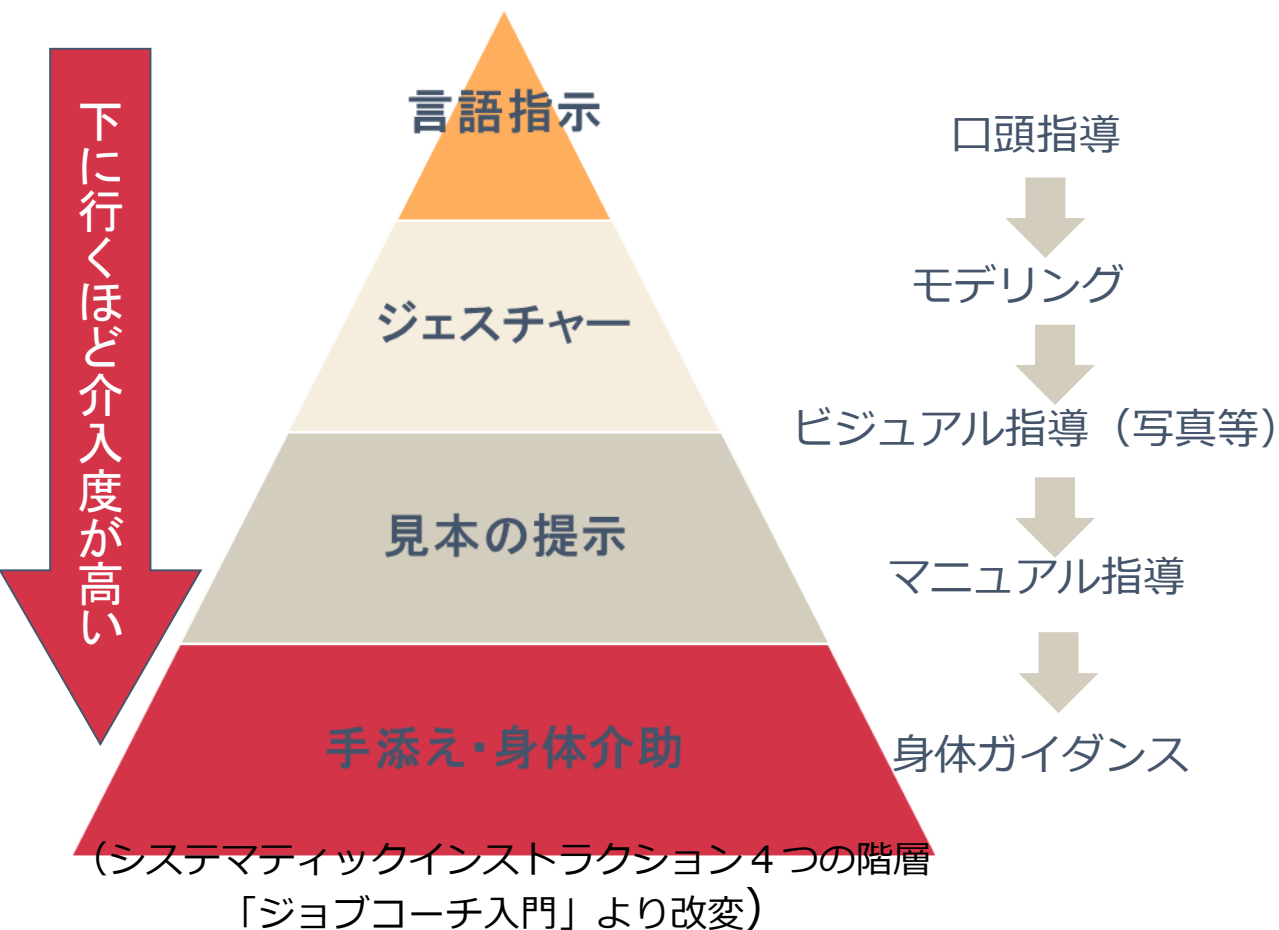 下に行くほど介入度が高い
言語指示
ジェスチャー
見本の提示
手添え・身体介助
口頭指導
モデリング
ビジュアル指導（写真等）
マニュアル指導
身体ガイダンス
（システマティックインストラクション４つの階層
「ジョブコーチ入門」より改変）